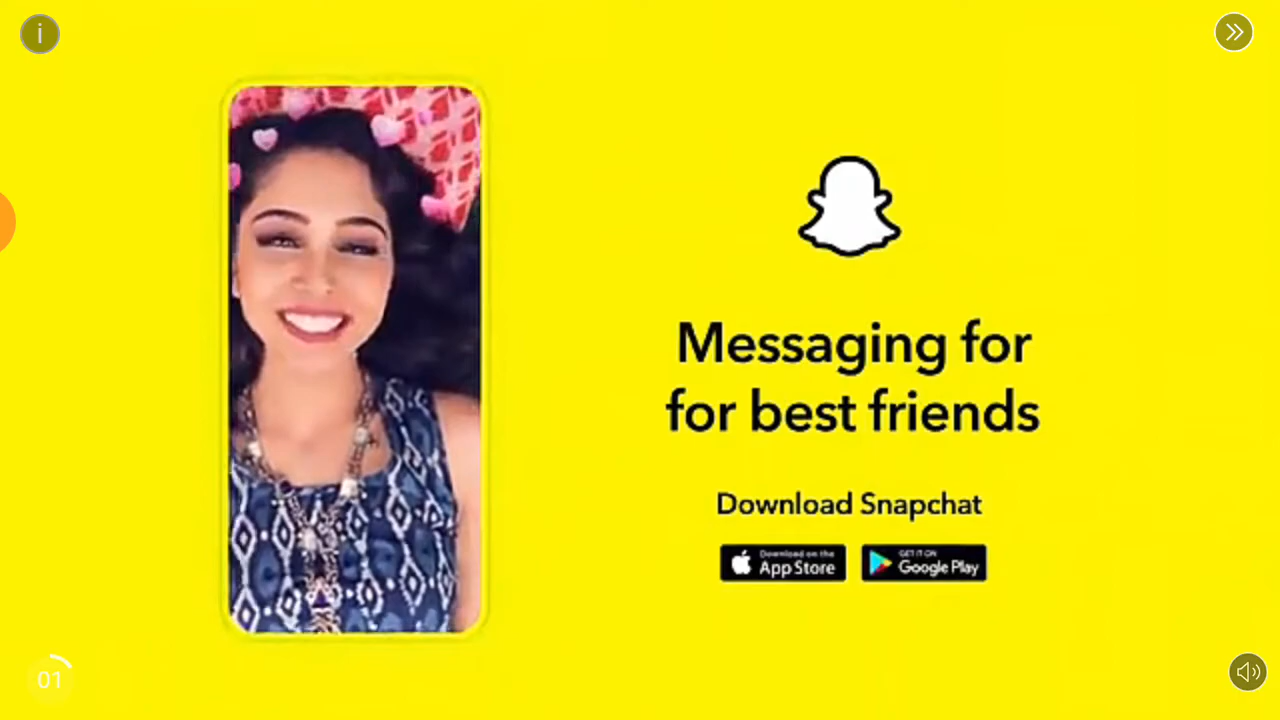 i
Messaging for
for best friends
Download Snapchat
Download on the
App Store
GET IT ON
Google Play
01